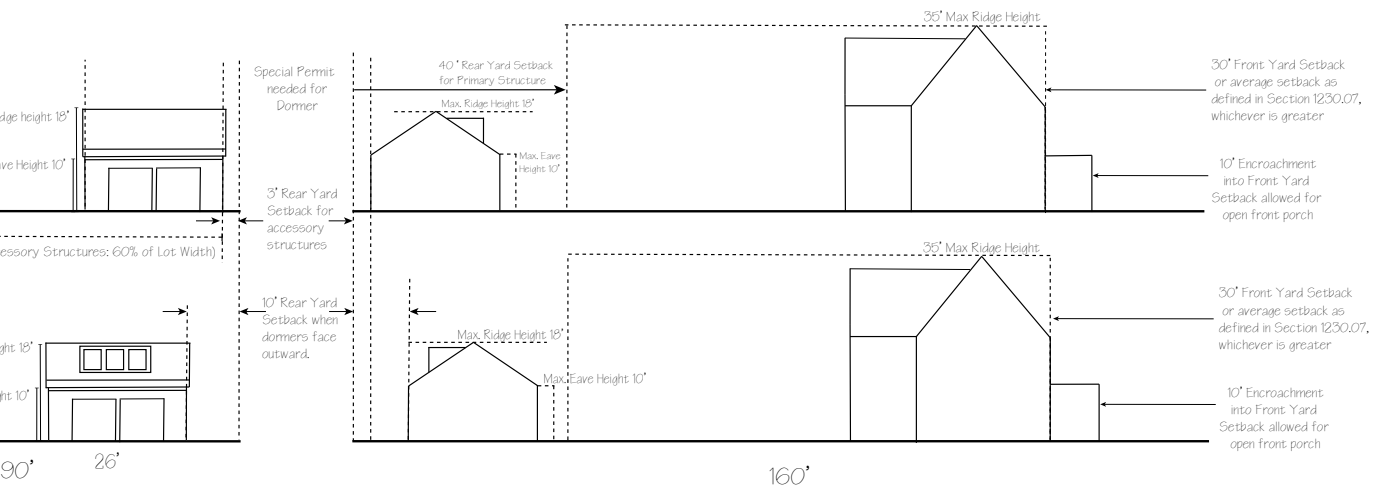 35' Max Ridge Height
Special Permit
needed for
Dormer
40 ' Rear Yard Setback
for Primary Structure
30' Front Yard Setback
or average setback as
defined in Section 1230.07,
whichever is greater
Max. Ridge Height 18'
height 18'
Height 10'
Max. Eave
Height 10'
10' Encroachment
into Front Yard
Setback allowed for
open front porch
3' Rear Yard
Setback for
accessory
structures
Structures: 60% of Lot Width)
35' Max Ridge Height
10' Rear Yard
Setback when
dormers face
outward.
30' Front Yard Setback
or average setback as
defined in Section 1230.07,
whichever is greater
Max. Ridge Height 18'
18'
Max. Eave Height 10'
10'
10' Encroachment
into Front Yard
Setback allowed for
open front porch
90'
26'
160'